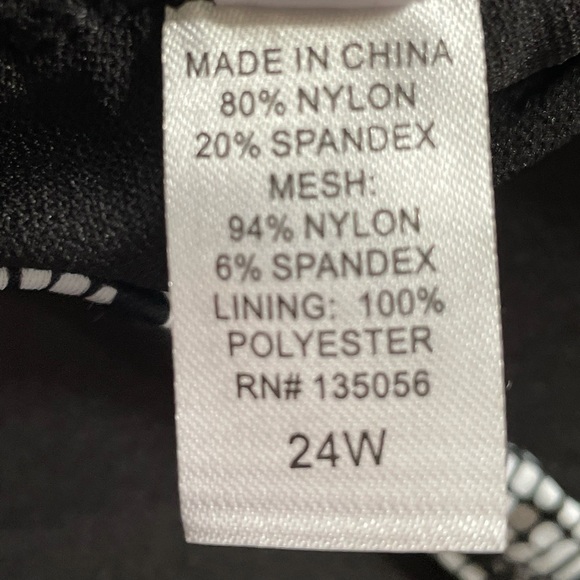 MADE IN CHINA
80% NYLON
20% SPANDEX
MESH:
94% NYLON
6% SPANDEX
LINING: 100%
POLYESTER
RN# 135056
24W